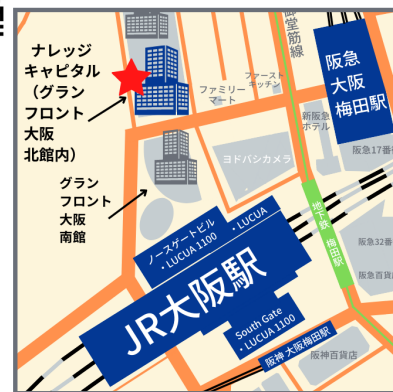 ナレッジ
キャピタル
（グラン
フロント
大阪
北館内）
グラン
フロント
大阪
南館
御堂筋線
阪急
大阪
梅田駅
ファースト
キッチン
ファミリー
マート
新阪急
ホテル
阪急17番
ヨドバシカメラ
地下鉄 梅田駅
ノースゲートビル
・LUCUA 1100 ・LUCUA
JR大阪駅
South Gate
・LUCUA 1100
阪急32番
阪急百貨
阪神 大阪梅田駅
阪神百貨店